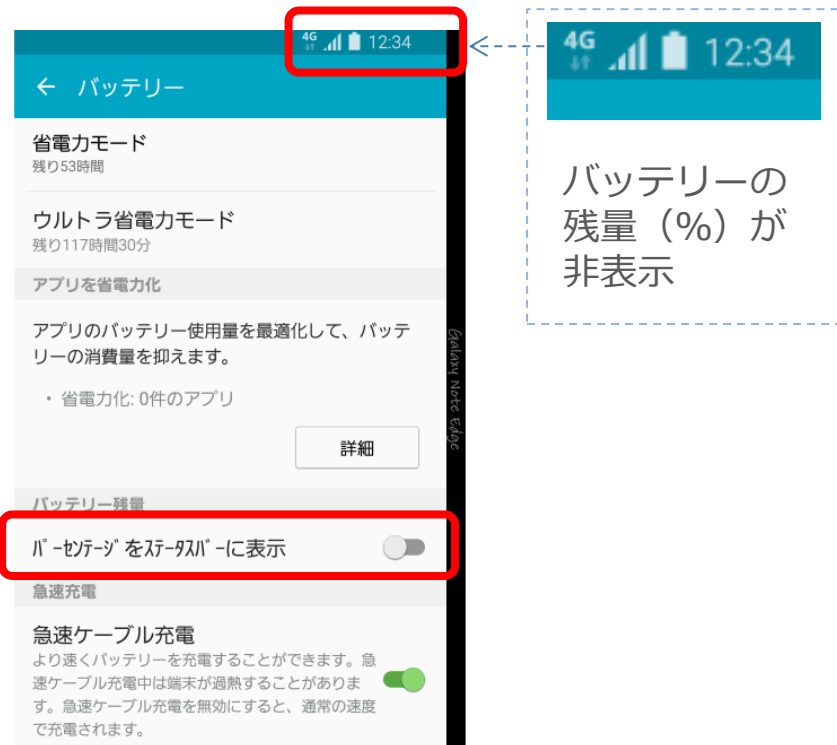 4G 12:34
バッテリー
省電力モード
残り53時間
ウルトラ省電力モード
残り117時間30分
アプリを省電力化
アプリのバッテリー使用量を最適化して、バッテ
リーの消費量を抑えます。
・ 省電力化: 0件のアプリ
詳細
バッテリー残量
ﾊﾟｰｾﾝﾃｰｼﾞをｽﾃｰﾀｽﾊﾞｰに表示
急速充電
急速ケーブル充電
より速くバッテリーを充電することができます。急
速ケーブル充電中は端末が過熱することがありま
す。急速ケーブル充電を無効にすると、通常の速度
で充電されます。
Galaxy Note Edge
4G 12:34
バッテリーの
残量（%）が
非表示